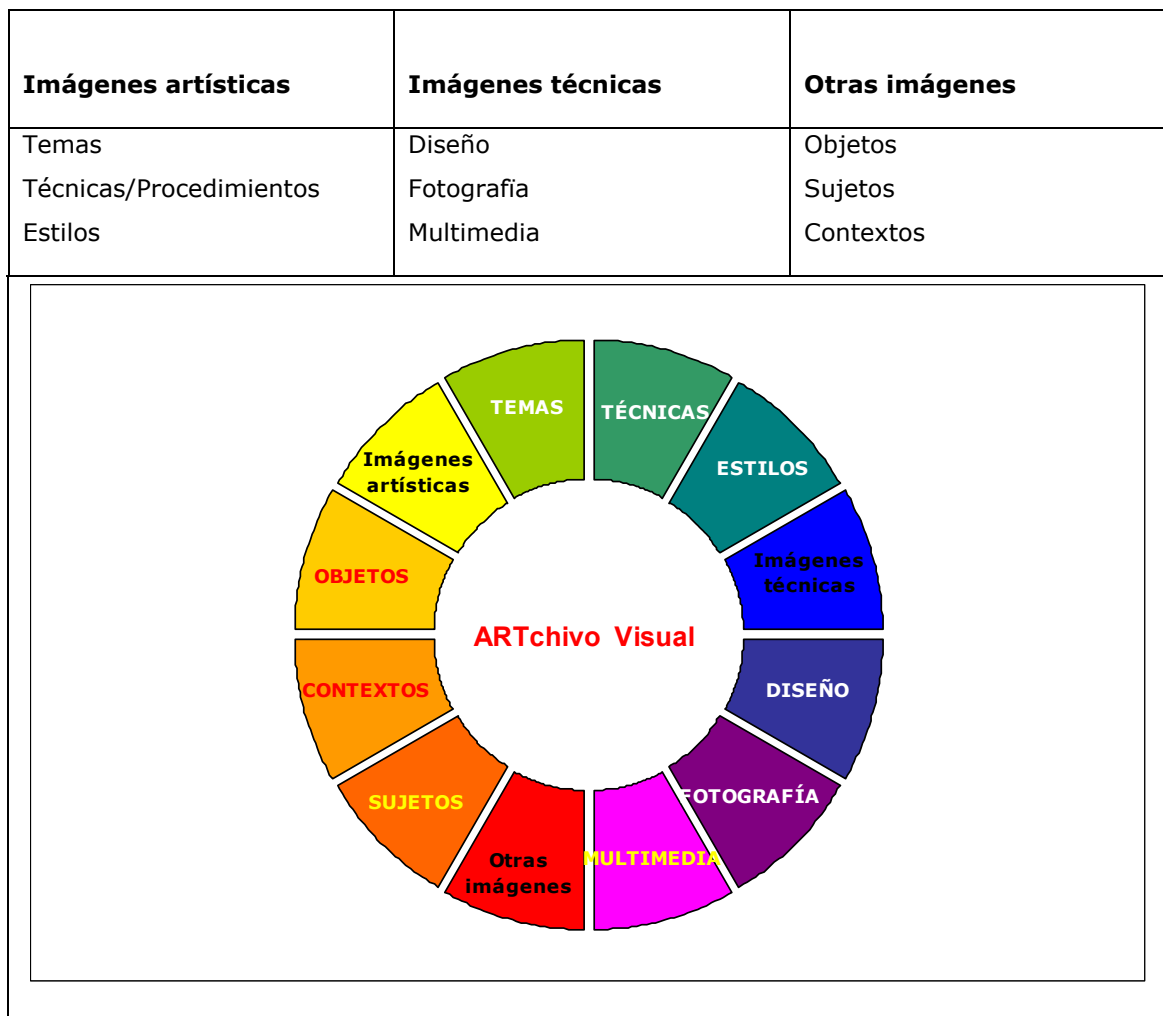 Imágenes artísticas
Imágenes técnicas
Otras imágenes
Temas
Técnicas/Procedimientos
Estilos
Diseño
Fotografïa
Multimedia
Objetos
Sujetos
Contextos
TEMAS
TÉCNICAS
ESTILOS
Imágenes
técnicas
DISEÑO
FOTOGRAFÍA
MULTIMEDIA
Otras
imágenes
SUJETOS
CONTEXTOS
OBJETOS
Imágenes
artísticas
ARTchivo Visual